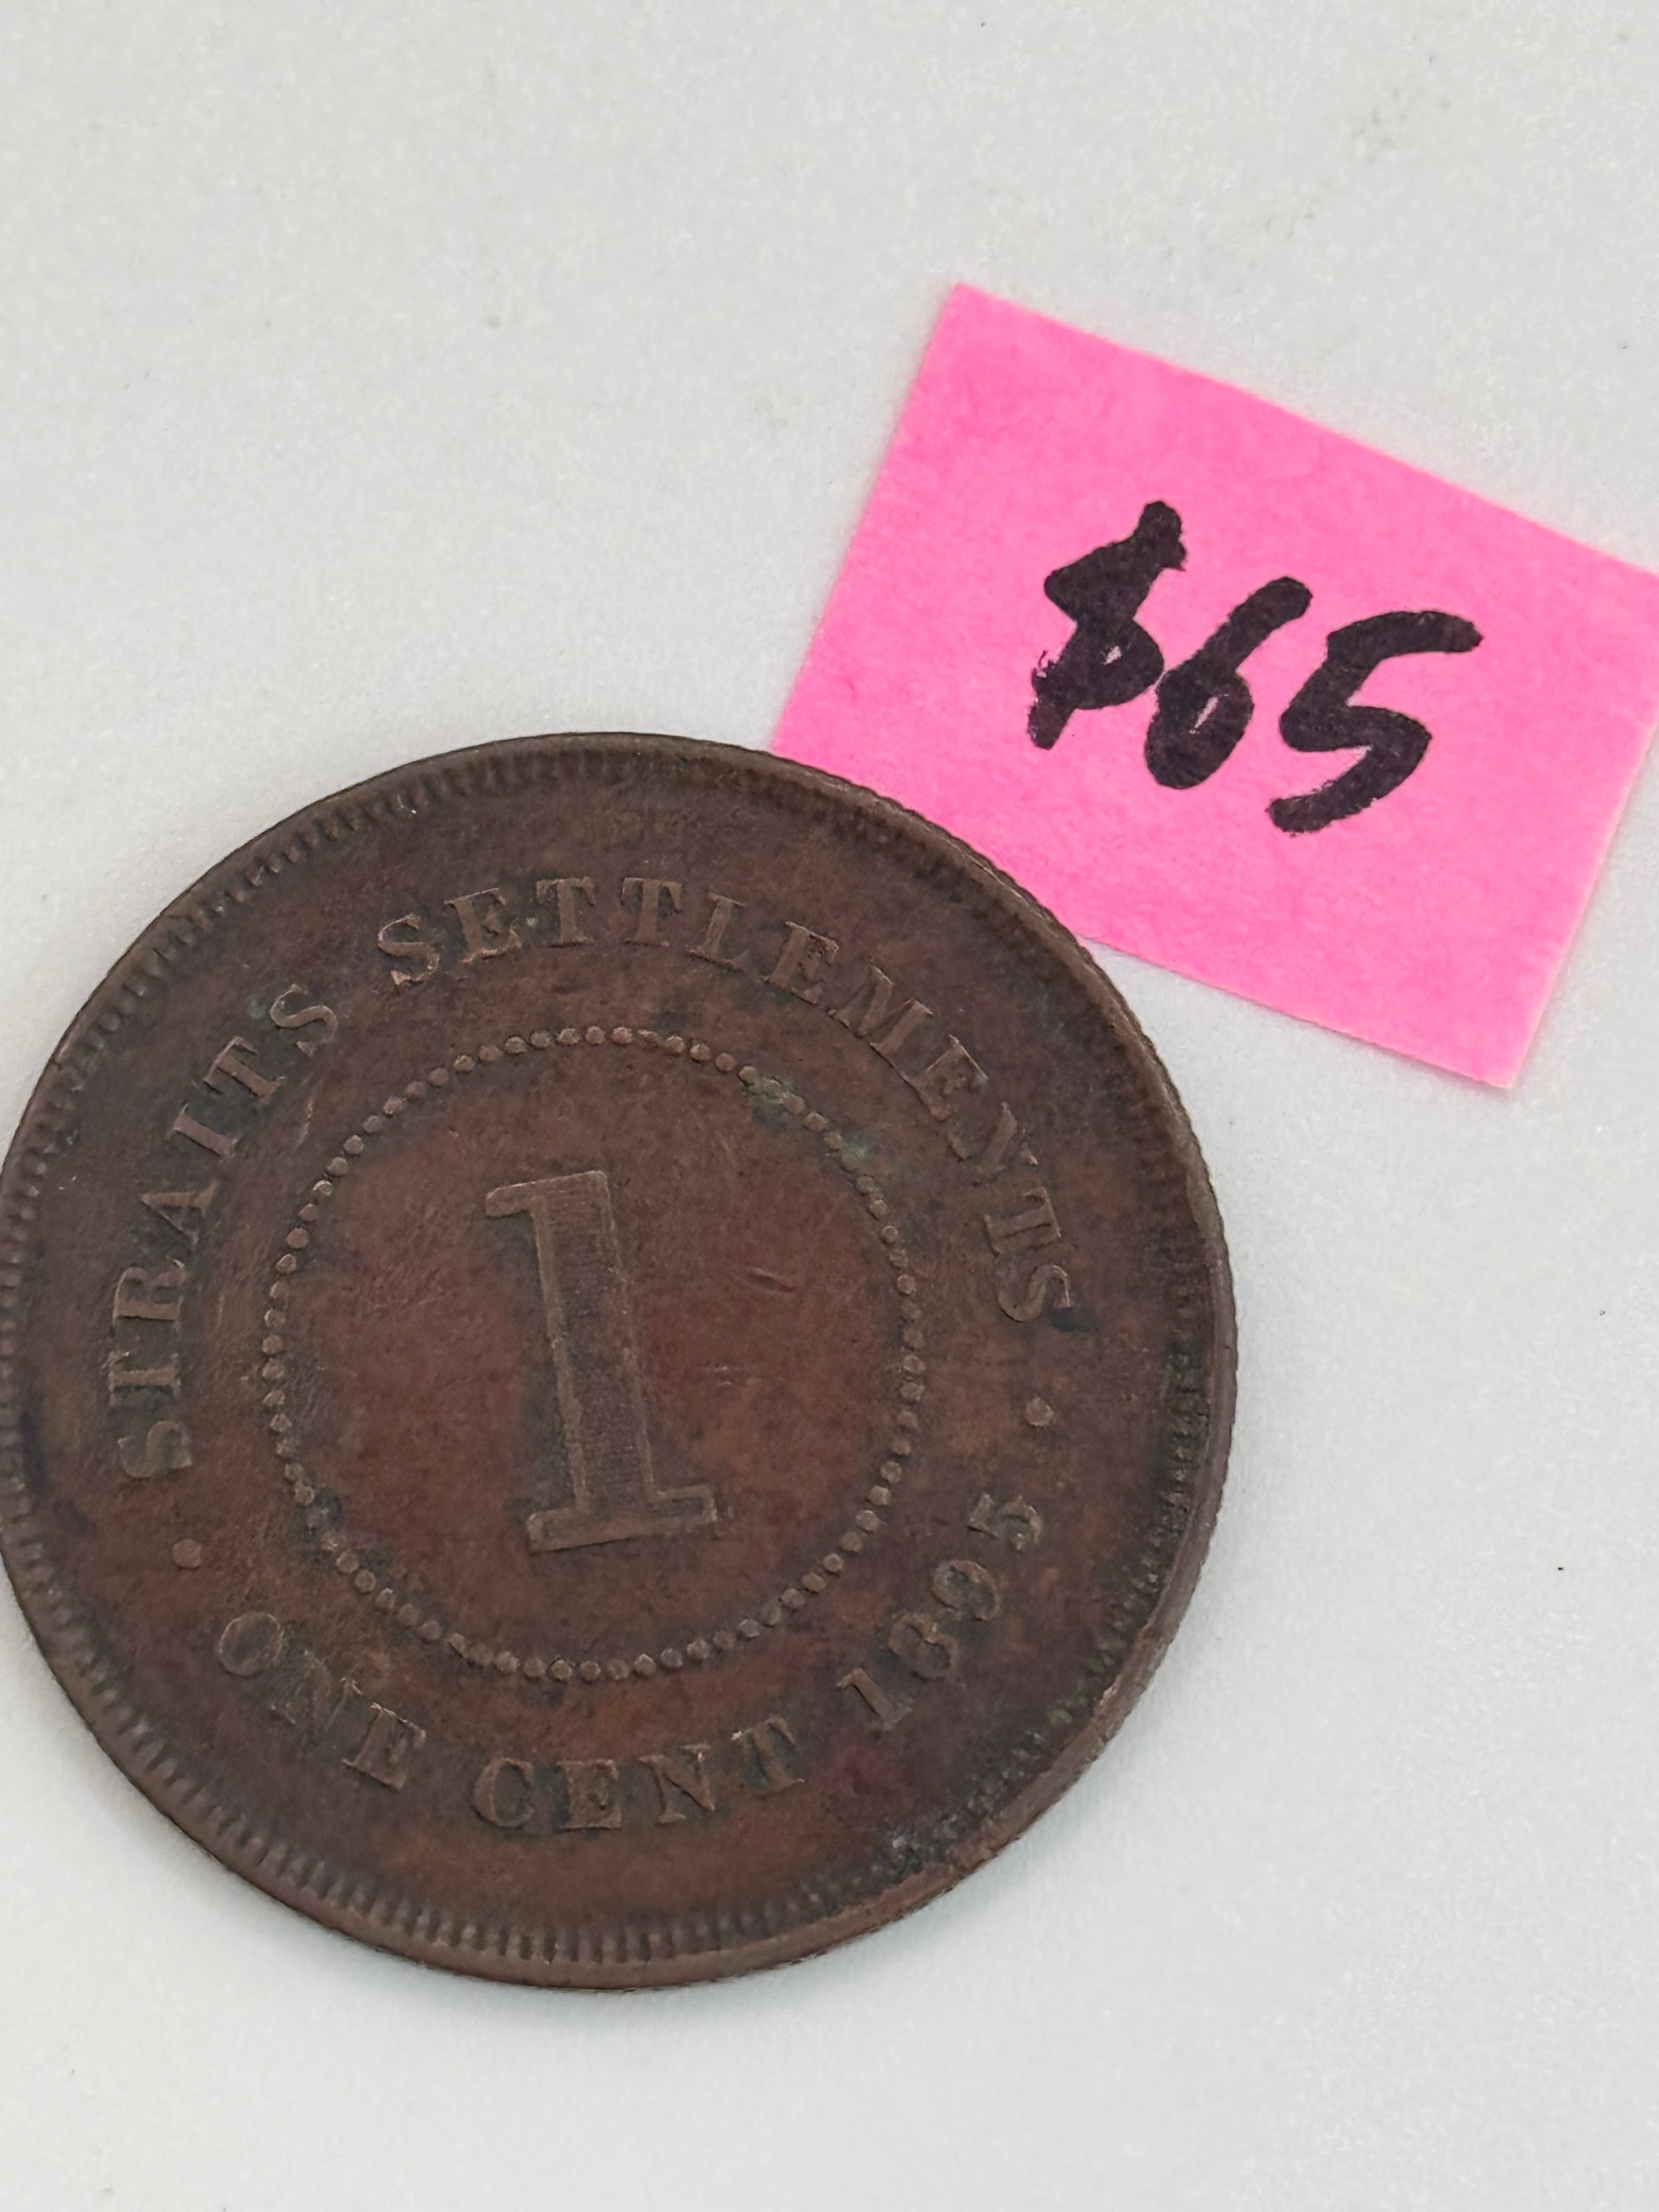 $65
STRAITS SETTLEMENTS
1
ONE CENT 1895